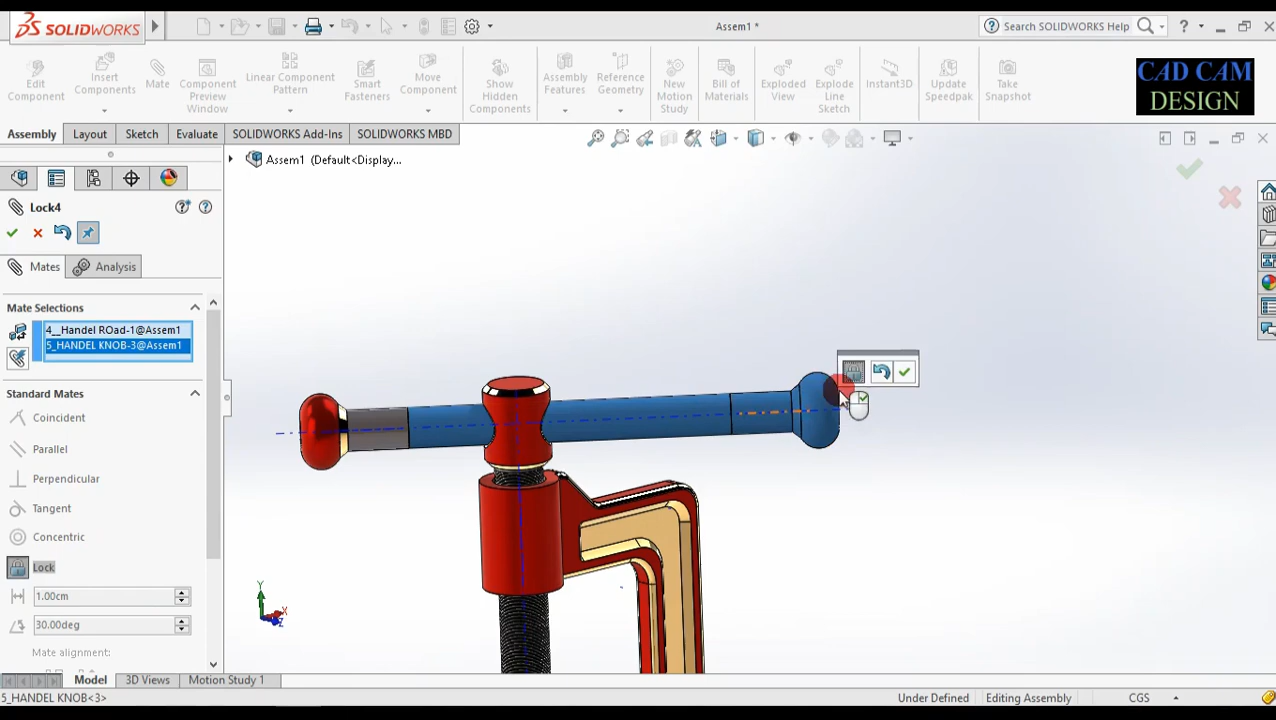 SOLIDWORKS
Assem1 *
Search SOLIDWORKS Help
?
Edit Component
Insert Components
Mate
Component Preview Window
Linear Component Pattern
Smart Fasteners
Move Component
Show Hidden Components
Assembly Features
Reference Geometry
New Motion Study
Bill of Materials
Exploded View
Explode Line Sketch
Instant3D
Update Speedpak
Take Snapshot
CAD CAM
DESIGN
Assembly
Layout
Sketch
Evaluate
SOLIDWORKS Add-Ins
SOLIDWORKS MBD
Assem1 (Default<Display...
Lock4
Mates
Analysis
Mate Selections
4__Handel ROad-1@Assem1
5_HANDEL KNOB-3@Assem1
Standard Mates
Coincident
Parallel
Perpendicular
Tangent
Concentric
Lock
1.00cm
30.00deg
Mate alignment:
Y
X
Z
Model
3D Views
Motion Study 1
5_HANDEL KNOB<3>
Under Defined
Editing Assembly
CGS